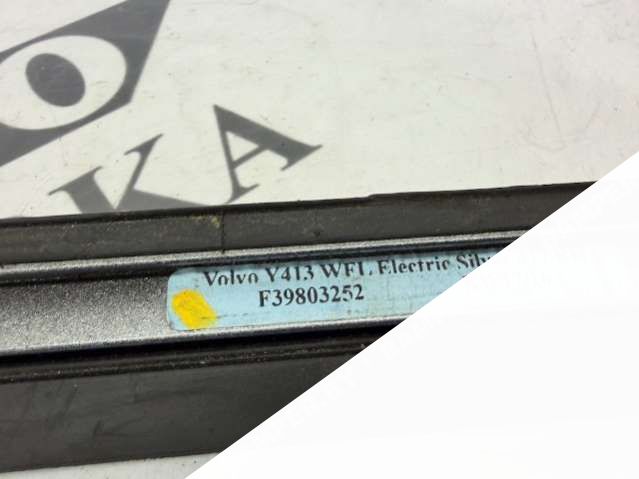 O
KA
Volvo Y413 WFL Electric
F39803252